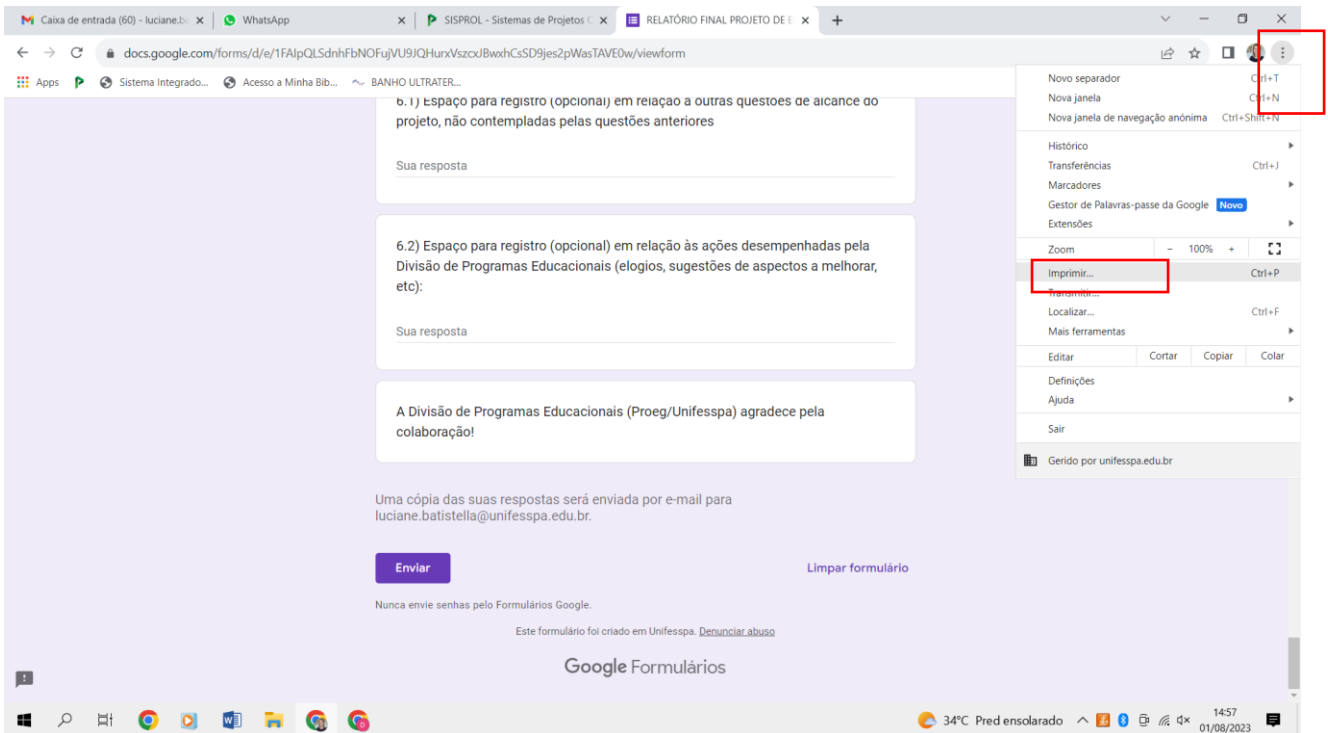 Caixa de entrada (60) - luciane.b
WhatsApp
SISPROL - Sistemas de Projetos
RELATÓRIO FINAL PROJETO DE E
docs.google.com/forms/d/e/1FAIpQLSdnhFbNOFujVU9JQHurxVszcxJBwxhCsSD9jes2pWasTAVE0w/viewform
Apps
Sistema Integrado...
Acesso a Minha Bib...
BANHO ULTRATER...
6.1) Espaço para registro (opcional) em relação a outras questões de alcance do
projeto, não contempladas pelas questões anteriores
Sua resposta
6.2) Espaço para registro (opcional) em relação às ações desempenhadas pela
Divisão de Programas Educacionais (elogios, sugestões de aspectos a melhorar,
etc):
Sua resposta
A Divisão de Programas Educacionais (Proeg/Unifesspa) agradece pela
colaboração!
Uma cópia das suas respostas será enviada por e-mail para
luciane.batistella@unifesspa.edu.br.
Enviar
Limpar formulário
Nunca envie senhas pelo Formulários Google.
Este formulário foi criado em Unifesspa. Denunciar abuso
Google Formulários
Novo separador Ctrl+T
Nova janela Ctrl+N
Nova janela de navegação anónima Ctrl+Shift+N
Histórico
Transferências Ctrl+J
Marcadores
Gestor de Palavras-passe da Google Novo
Extensões
Zoom - 100% +
Imprimir... Ctrl+P
Transmitir...
Localizar... Ctrl+F
Mais ferramentas
Editar Cortar Copiar Colar
Definições
Ajuda
Sair
Gerido por unifesspa.edu.br
34°C Pred ensolarado
14:57
01/08/2023